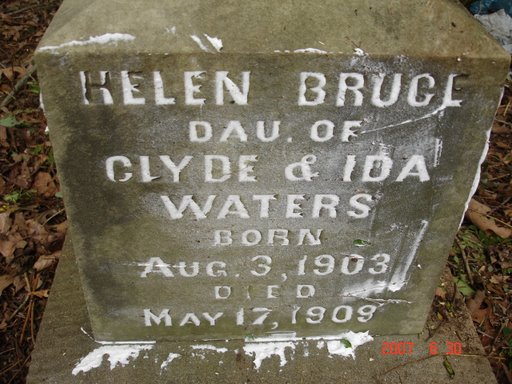 HELEN BRUCE
DAU. OF
CLYDE & IDA
WATERS
BORN
AUG. 3, 1903
DIED
MAY 17, 1909
2007 6 30